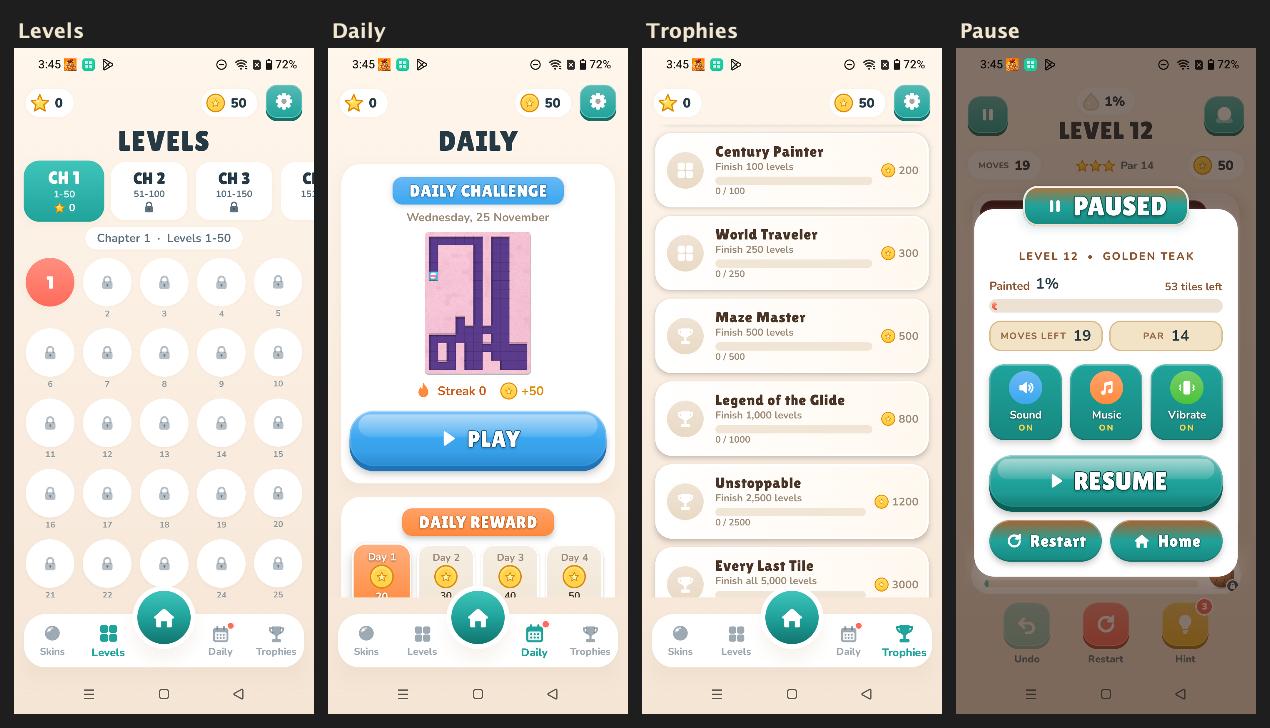 Levels
3:45 72%
0 50
LEVELS
CH 1 CH 2 CH 3
1-50 51-100 101-150
0
Chapter 1 · Levels 1-50
1
2 3 4 5
6 7 8 9 10
11 12 13 14 15
16 17 18 19 20
21 22 23 24 25
Skins Levels Daily Trophies
Daily
3:45 72%
0 50
DAILY
DAILY CHALLENGE
Wednesday, 25 November
Streak 0 +50
PLAY
DAILY REWARD
Day 1 Day 2 Day 3 Day 4
20 30 40 50
Skins Levels Daily Trophies
Trophies
3:45 72%
0 50
Century Painter
Finish 100 levels
200
0 / 100
World Traveler
Finish 250 levels
300
0 / 250
Maze Master
Finish 500 levels
500
0 / 500
Legend of the Glide
Finish 1,000 levels
800
0 / 1000
Unstoppable
Finish 2,500 levels
1200
0 / 2500
Every Last Tile
Finish all 5,000 levels
3000
Skins Levels Daily Trophies
Pause
3:45 72%
1%
LEVEL 12
MOVES 19 Par 14 50
PAUSED
LEVEL 12 • GOLDEN TEAK
Painted 1% 53 tiles left
MOVES LEFT 19 PAR 14
Sound Music Vibrate
ON ON ON
RESUME
Restart Home
6
3
Undo Restart Hint